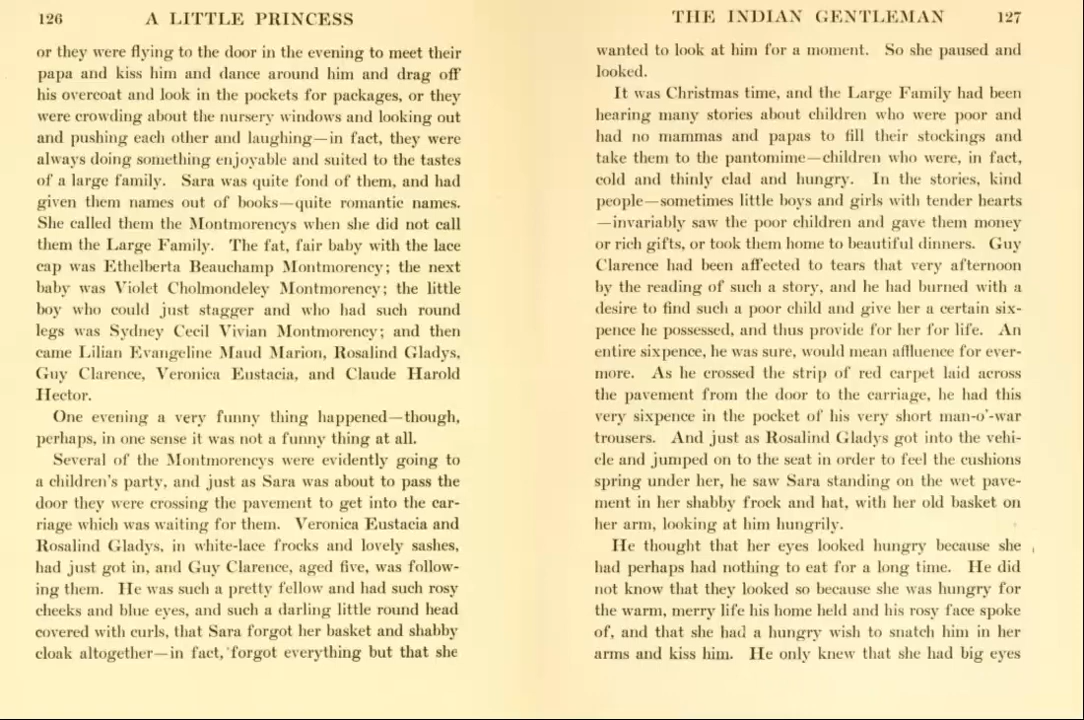 126 A LITTLE PRINCESS
or they were flying to the door in the evening to meet their
papa and kiss him and dance around him and drag off
his overcoat and look in the pockets for packages, or they
were crowding about the nursery windows and looking out
and pushing each other and laughing—in fact, they were
always doing something enjoyable and suited to the tastes
of a large family. Sara was quite fond of them, and had
given them names out of books—quite romantic names.
She called them the Montmorencys when she did not call
them the Large Family. The fat, fair baby with the lace
cap was Ethelberta Beauchamp Montmorency; the next
baby was Violet Cholmondeley Montmorency; the little
boy who could just stagger and who had such round
legs was Sydney Cecil Vivian Montmorency; and then
came Lilian Evangeline Maud Marion, Rosalind Gladys,
Guy Clarence, Veronica Eustacia, and Claude Harold
Hector.
One evening a very funny thing happened—though,
perhaps, in one sense it was not a funny thing at all.
Several of the Montmorencys were evidently going to
a children's party, and just as Sara was about to pass the
door they were crossing the pavement to get into the car-
riage which was waiting for them. Veronica Eustacia and
Rosalind Gladys, in white-lace frocks and lovely sashes,
had just got in, and Guy Clarence, aged five, was follow-
ing them. He was such a pretty fellow and had such rosy
cheeks and blue eyes, and such a darling little round head
covered with curls, that Sara forgot her basket and shabby
cloak altogether—in fact, forgot everything but that she
THE INDIAN GENTLEMAN 127
wanted to look at him for a moment. So she paused and
looked.
It was Christmas time, and the Large Family had been
hearing many stories about children who were poor and
had no mammas and papas to fill their stockings and
take them to the pantomime—children who were, in fact,
cold and thinly clad and hungry. In the stories, kind
people—sometimes little boys and girls with tender hearts
—invariably saw the poor children and gave them money
or rich gifts, or took them home to beautiful dinners. Guy
Clarence had been affected to tears that very afternoon
by the reading of such a story, and he had burned with a
desire to find such a poor child and give her a certain six-
pence he possessed, and thus provide for her for life. An
entire sixpence, he was sure, would mean affluence for ever-
more. As he crossed the strip of red carpet laid across
the pavement from the door to the carriage, he had this
very sixpence in the pocket of his very short man-o'-war
trousers. And just as Rosalind Gladys got into the vehi-
cle and jumped on to the seat in order to feel the cushions
spring under her, he saw Sara standing on the wet pave-
ment in her shabby frock and hat, with her old basket on
her arm, looking at him hungrily.
He thought that her eyes looked hungry because she
had perhaps had nothing to eat for a long time. He did
not know that they looked so because she was hungry for
the warm, merry life his home held and his rosy face spoke
of, and that she had a hungry wish to snatch him in her
arms and kiss him. He only knew that she had big eyes